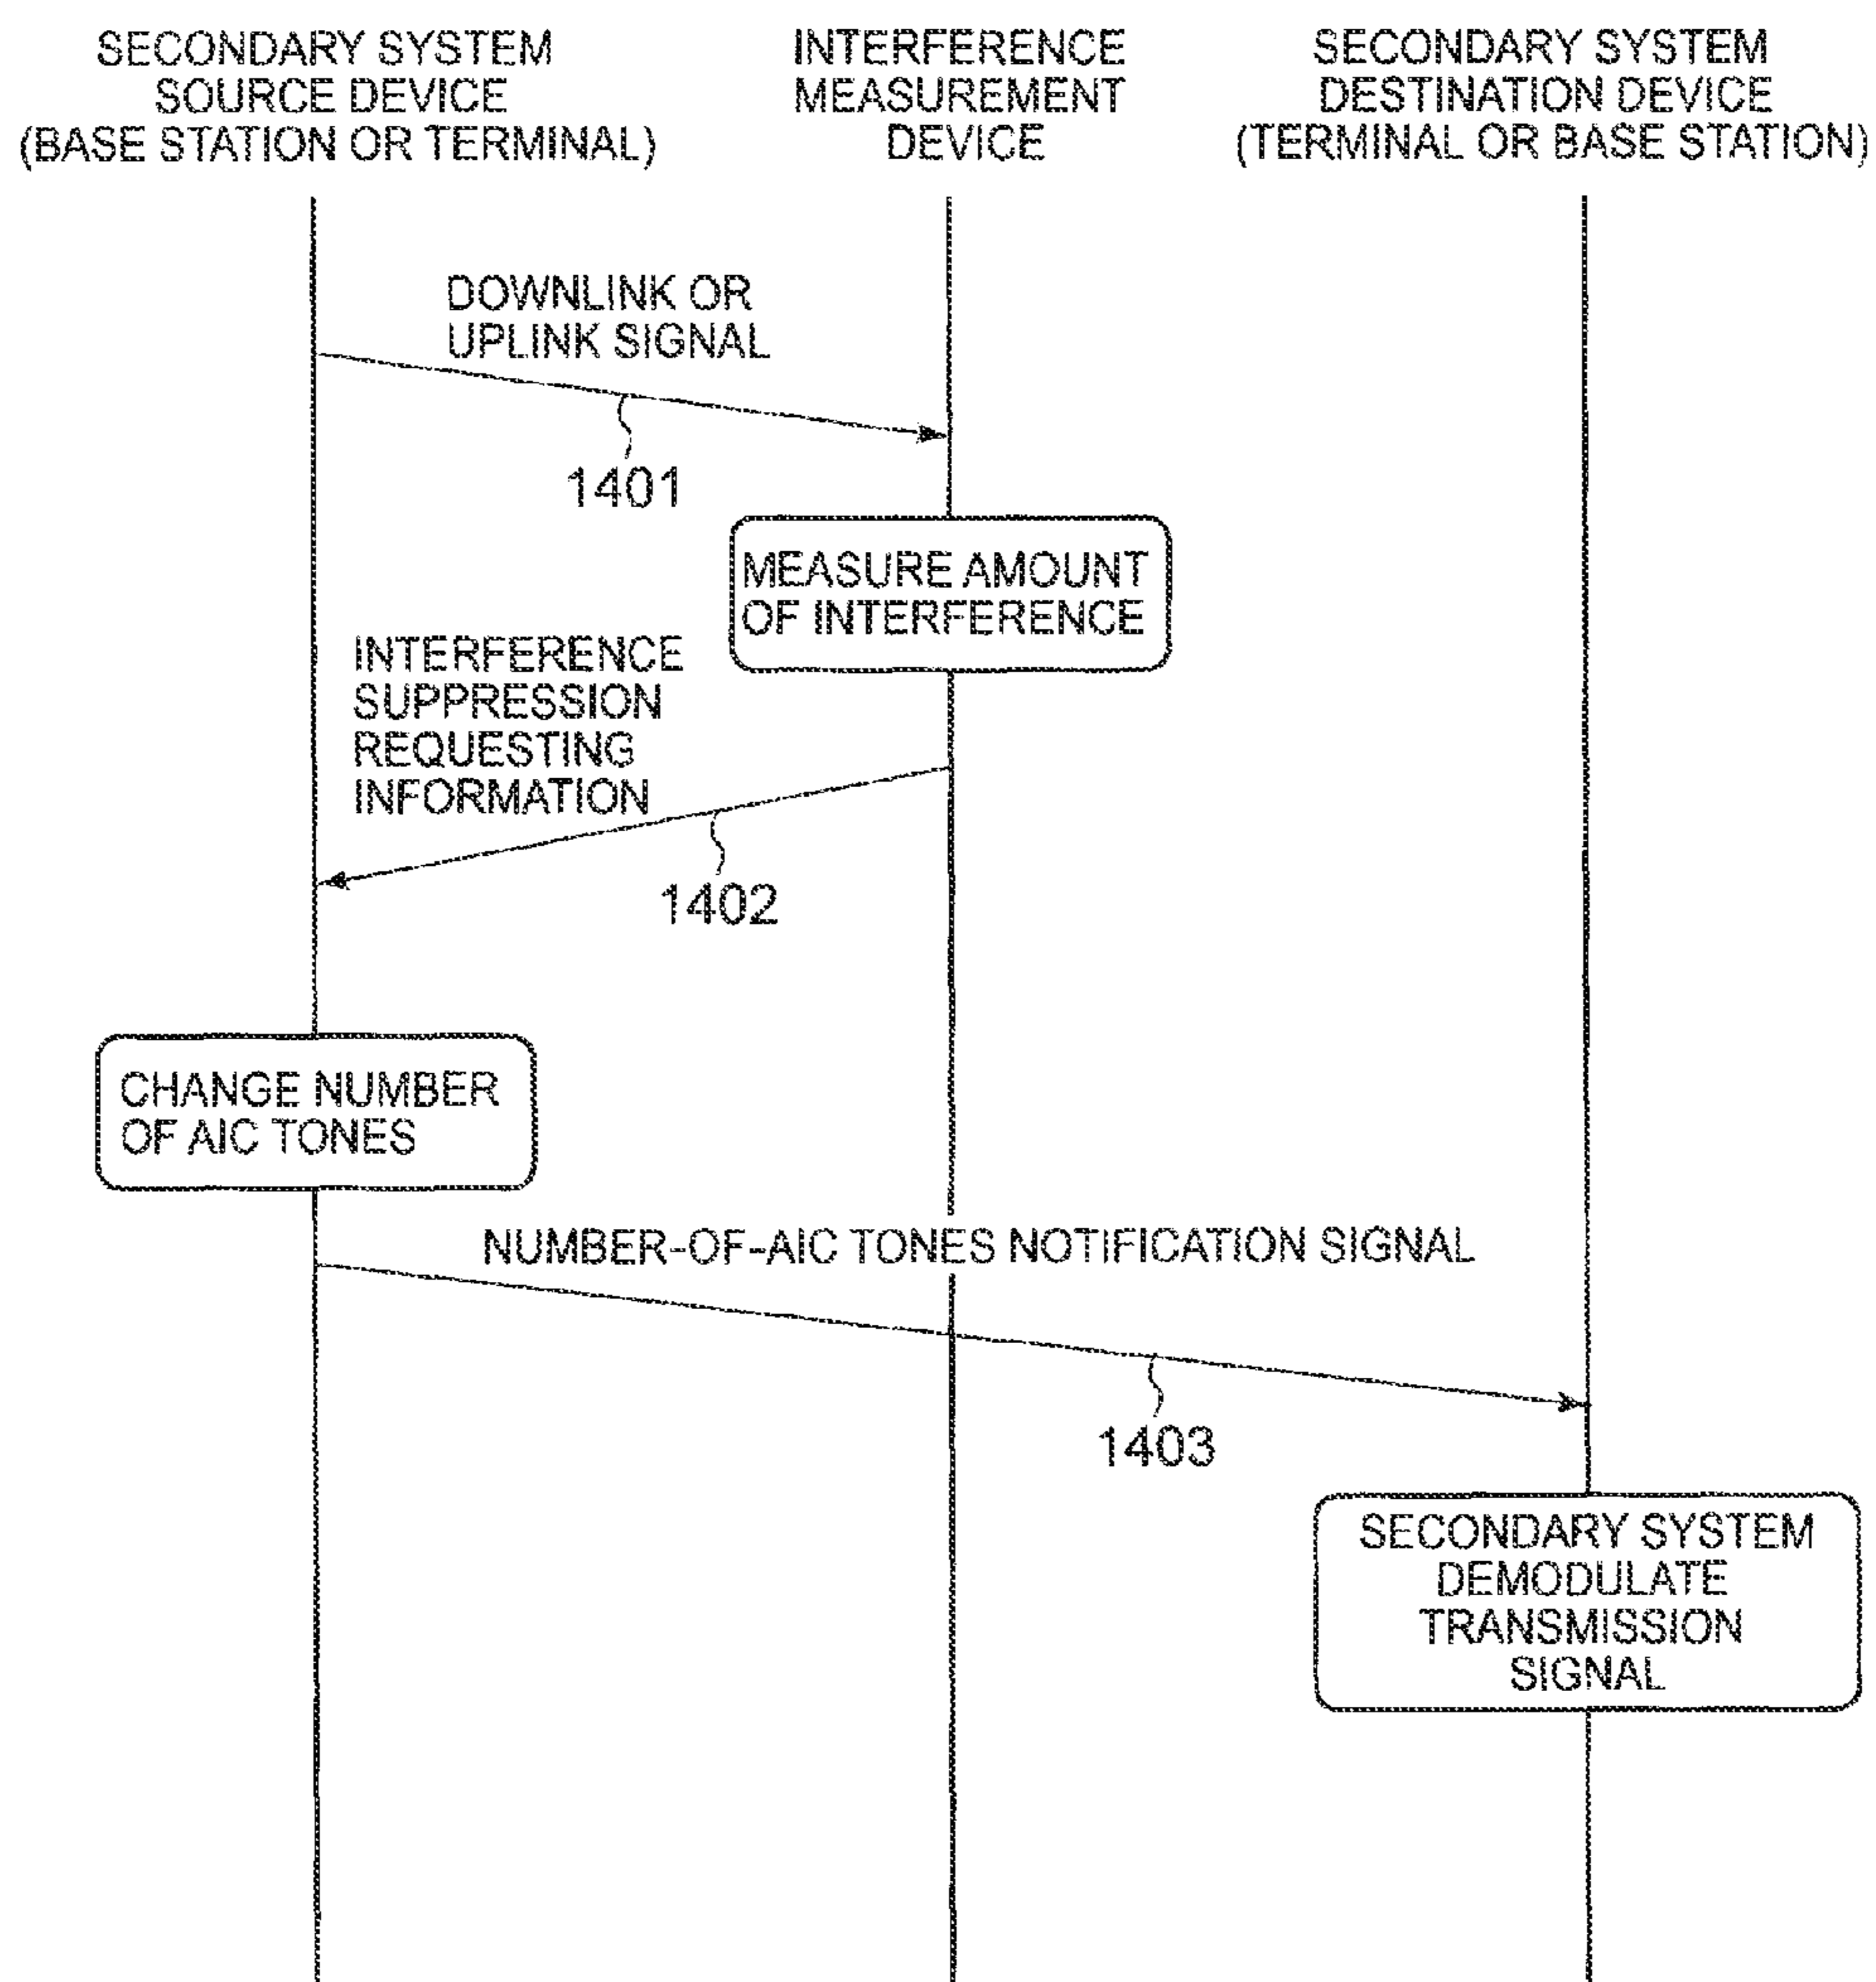 SECONDARY SYSTEM
SOURCE DEVICE
(BASE STATION OR TERMINAL)
INTERFERENCE
MEASUREMENT
DEVICE
SECONDARY SYSTEM
DESTINATION DEVICE
(TERMINAL OR BASE STATION)
DOWNLINK OR
UPLINK SIGNAL
1401
MEASURE AMOUNT
OF INTERFERENCE
INTERFERENCE
SUPPRESSION
REQUESTING
INFORMATION
1402
CHANGE NUMBER
OF AIC TONES
NUMBER-OF-AIC TONES NOTIFICATION SIGNAL
1403
SECONDARY SYSTEM
DEMODULATE
TRANSMISSION
SIGNAL